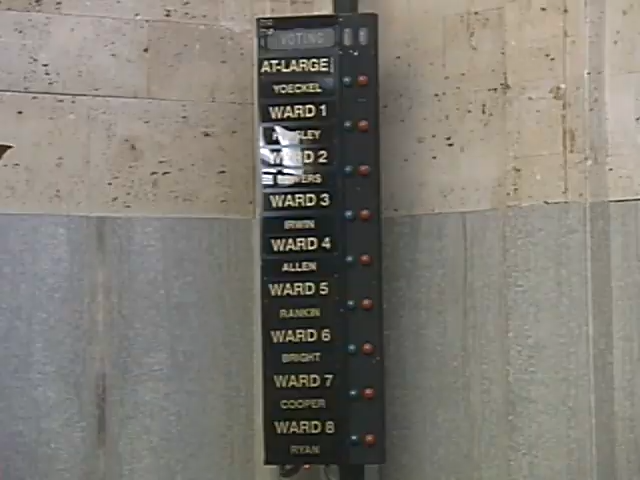 VOTING
AT-LARGE
YOECKEL
WARD 1
WARD 2
WARD 3
IRWIN
WARD 4
ALLEN
WARD 5
RANKIN
WARD 6
BRIGHT
WARD 7
COOPER
WARD 8
RYAN